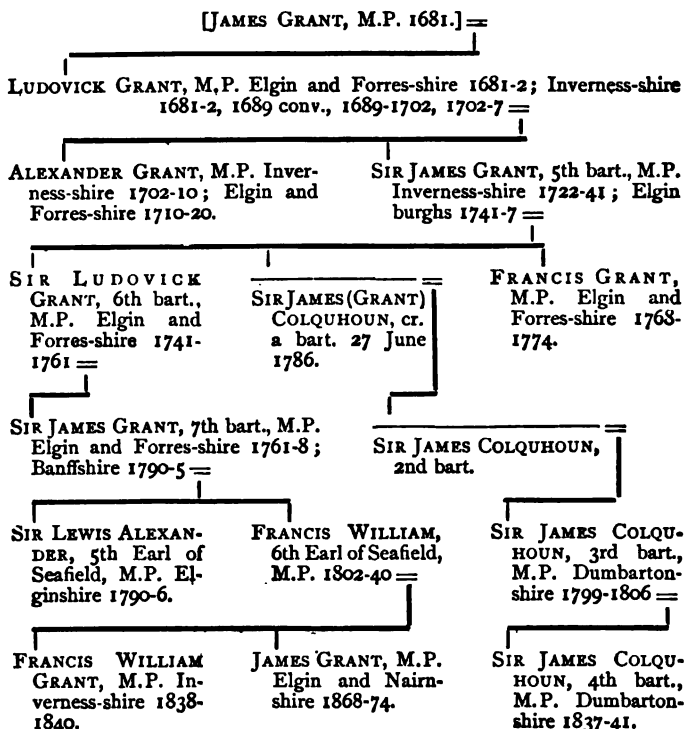 [JAMES GRANT, M.P. 1681.] =
LUDOVICK GRANT, M.P. Elgin and Forres-shire 1681-2; Inverness-shire
1681-2, 1689 conv., 1689-1702, 1702-7 =
ALEXANDER GRANT, M.P. Inver-
ness-shire 1702-10; Elgin and
Forres-shire 1710-20.
SIR JAMES GRANT, 5th bart., M.P.
Inverness-shire 1722-41; Elgin
burghs 1741-7 =
SIR LUDOVICK
GRANT, 6th bart.,
M.P. Elgin and
Forres-shire 1741-
1761 =
=
SIR JAMES (GRANT)
COLQUHOUN, cr.
a bart. 27 June
1786.
FRANCIS GRANT,
M.P. Elgin and
Forres-shire 1768-
1774.
SIR JAMES GRANT, 7th bart., M.P.
Elgin and Forres-shire 1761-8;
Banffshire 1790-5 =
=
SIR JAMES COLQUHOUN,
2nd bart.
SIR LEWIS ALEXAN-
DER, 5th Earl of
Seafield, M.P. El-
ginshire 1790-6.
FRANCIS WILLIAM,
6th Earl of Seafield,
M.P. 1802-40 =
SIR JAMES COLQU-
HOUN, 3rd bart.,
M.P. Dumbarton-
shire 1799-1806 =
FRANCIS WILLIAM
GRANT, M.P. In-
verness-shire 1838-
1840.
JAMES GRANT, M.P.
Elgin and Nairn-
shire 1868-74.
SIR JAMES COLQU-
HOUN, 4th bart.,
M.P. Dumbarton-
shire 1837-41.